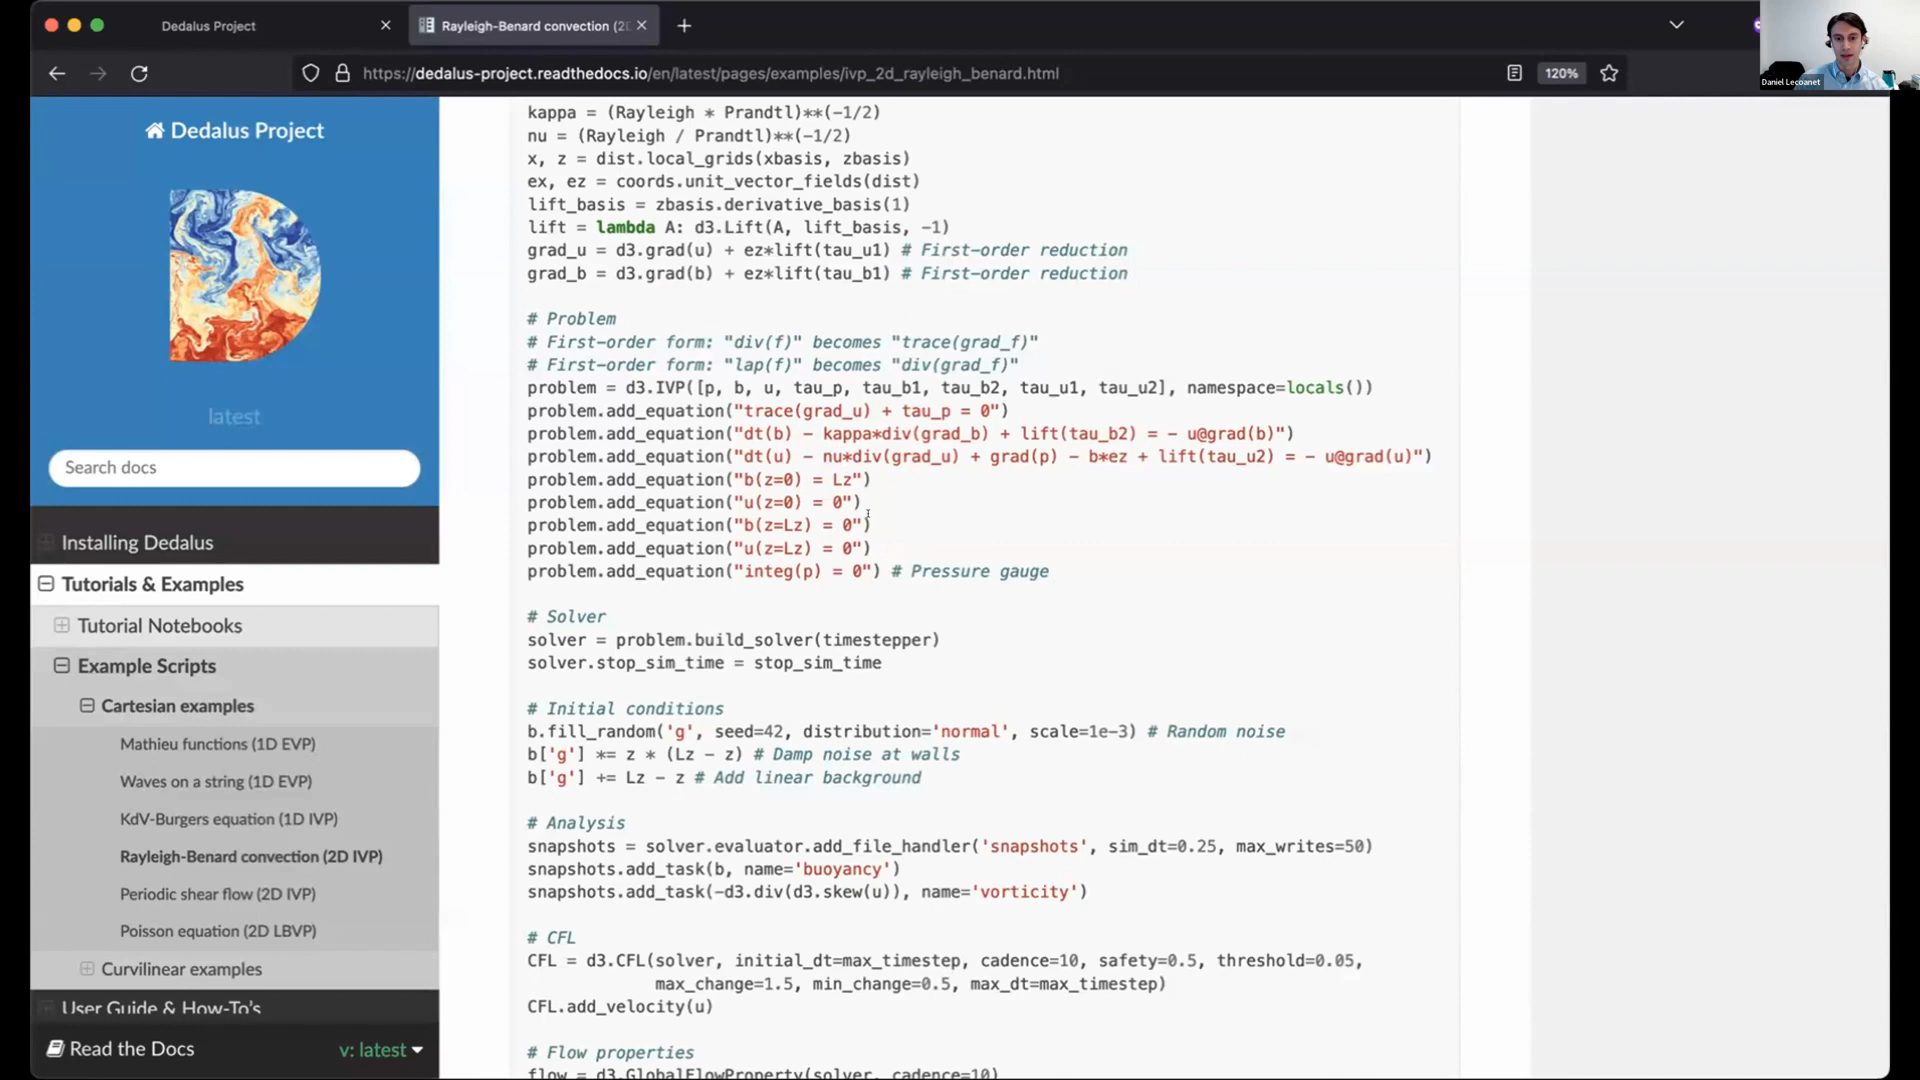 Dedalus Project
Rayleigh-Benard convection (2D
https://dedalus-project.readthedocs.io/en/latest/pages/examples/ivp_2d_rayleigh_benard.html
120%
Daniel Lecoanet
Dedalus Project
latest
Search docs
Installing Dedalus
Tutorials & Examples
Tutorial Notebooks
Example Scripts
Cartesian examples
Mathieu functions (1D EVP)
Waves on a string (1D EVP)
KdV-Burgers equation (1D IVP)
Rayleigh-Benard convection (2D IVP)
Periodic shear flow (2D IVP)
Poisson equation (2D LBVP)
Curvilinear examples
User Guide & How-To's
Read the Docs
v: latest
kappa = (Rayleigh * Prandtl)**(-1/2)
nu = (Rayleigh / Prandtl)**(-1/2)
x, z = dist.local_grids(xbasis, zbasis)
ex, ez = coords.unit_vector_fields(dist)
lift_basis = zbasis.derivative_basis(1)
lift = lambda A: d3.Lift(A, lift_basis, -1)
grad_u = d3.grad(u) + ez*lift(tau_u1) # First-order reduction
grad_b = d3.grad(b) + ez*lift(tau_b1) # First-order reduction
# Problem
# First-order form: "div(f)" becomes "trace(grad_f)"
# First-order form: "lap(f)" becomes "div(grad_f)"
problem = d3.IVP([p, b, u, tau_p, tau_b1, tau_b2, tau_u1, tau_u2], namespace=locals())
problem.add_equation("trace(grad_u) + tau_p = 0")
problem.add_equation("dt(b) - kappa*div(grad_b) + lift(tau_b2) = - u@grad(b)")
problem.add_equation("dt(u) - nu*div(grad_u) + grad(p) - b*ez + lift(tau_u2) = - u@grad(u)")
problem.add_equation("b(z=0) = Lz")
problem.add_equation("u(z=0) = 0")
problem.add_equation("b(z=Lz) = 0")
problem.add_equation("u(z=Lz) = 0")
problem.add_equation("integ(p) = 0") # Pressure gauge
# Solver
solver = problem.build_solver(timestepper)
solver.stop_sim_time = stop_sim_time
# Initial conditions
b.fill_random('g', seed=42, distribution='normal', scale=1e-3) # Random noise
b['g'] *= z * (Lz - z) # Damp noise at walls
b['g'] += Lz - z # Add linear background
# Analysis
snapshots = solver.evaluator.add_file_handler('snapshots', sim_dt=0.25, max_writes=50)
snapshots.add_task(b, name='buoyancy')
snapshots.add_task(-d3.div(d3.skew(u)), name='vorticity')
# CFL
CFL = d3.CFL(solver, initial_dt=max_timestep, cadence=10, safety=0.5, threshold=0.05,
max_change=1.5, min_change=0.5, max_dt=max_timestep)
CFL.add_velocity(u)
# Flow properties
flow = d3.GlobalFlowProperty(solver, cadence=10)